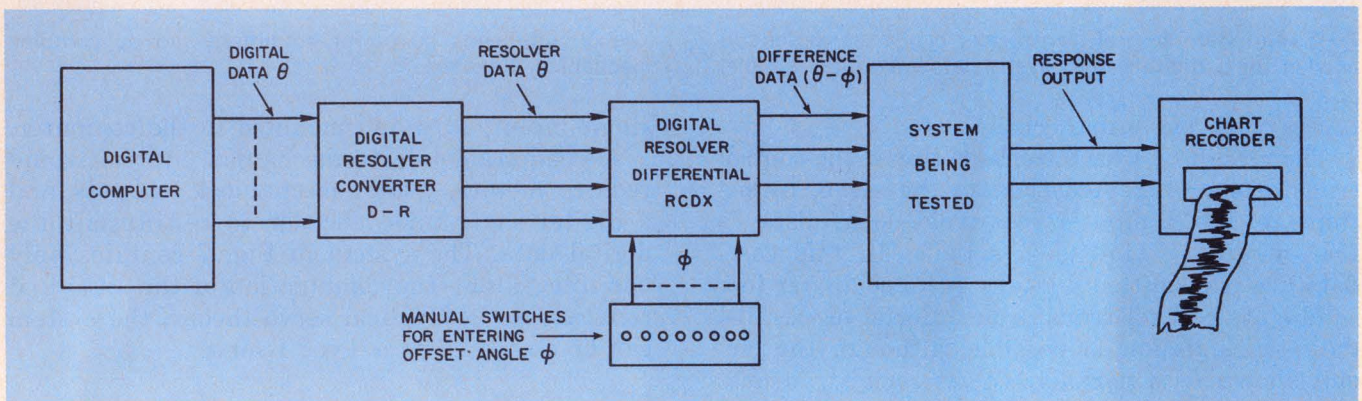 DIGITAL
DATA θ
DIGITAL
COMPUTER
DIGITAL
RESOLVER
CONVERTER
D-R
RESOLVER
DATA θ
DIGITAL
RESOLVER
DIFFERENTIAL
RCDX
DIFFERENCE
DATA (θ-φ)
SYSTEM
BEING
TESTED
RESPONSE
OUTPUT
CHART
RECORDER
φ
MANUAL SWITCHES
FOR ENTERING
OFFSET ANGLE φ